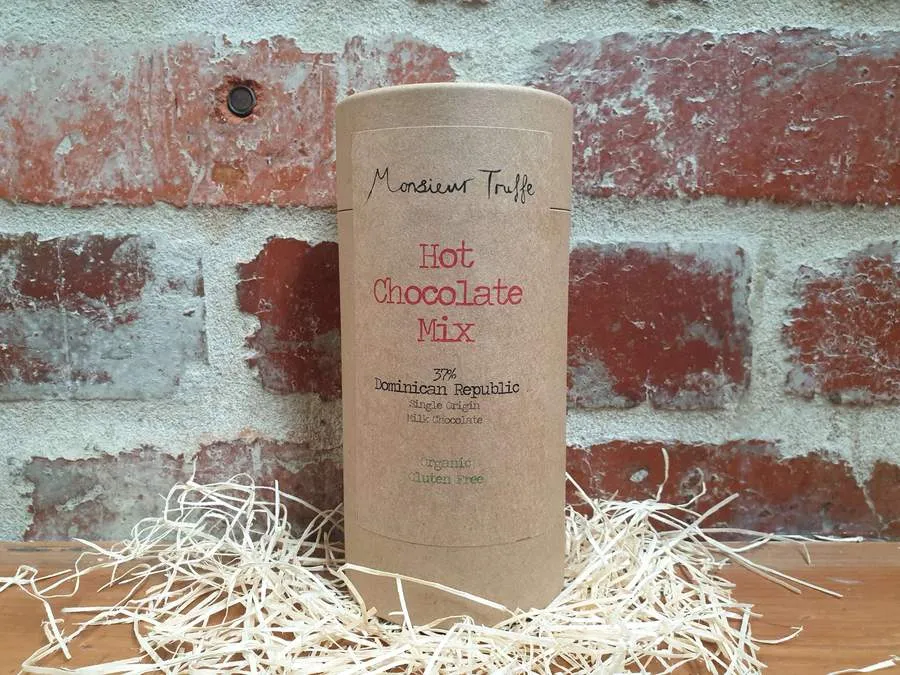 Monsieur Truffe
Hot
Chocolate
Mix
37%
Dominican Republic
Single Origin
Milk Chocolate
Organic
Gluten Free